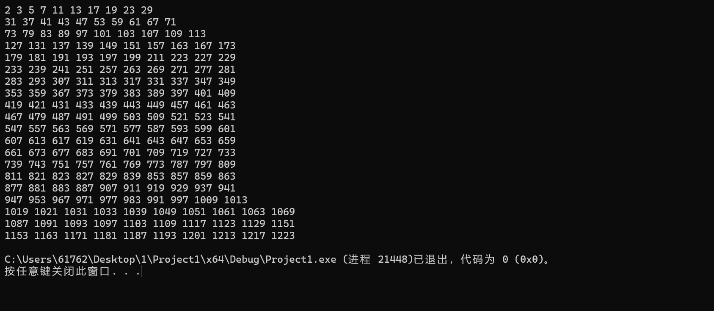 2 3 5 7 11 13 17 19 23 29
31 37 41 43 47 53 59 61 67 71
73 79 83 89 97 101 103 107 109 113
127 131 137 139 149 151 157 163 167 173
179 181 191 193 197 199 211 223 227 229
233 239 241 251 257 263 269 271 277 281
283 293 307 311 313 317 331 337 347 349
353 359 367 373 379 383 389 397 401 409
419 421 431 433 439 443 449 457 461 463
467 479 487 491 499 503 509 521 523 541
547 557 563 569 571 577 587 593 599 601
607 613 617 619 631 641 643 647 653 659
661 673 677 683 691 701 709 719 727 733
739 743 751 757 761 769 773 787 797 809
811 821 823 827 829 839 853 857 859 863
877 881 883 887 907 911 919 929 937 941
947 953 967 971 977 983 991 997 1009 1013
1019 1021 1031 1033 1039 1049 1051 1061 1063 1069
1087 1091 1093 1097 1103 1109 1117 1123 1129 1151
1153 1163 1171 1181 1187 1193 1201 1213 1217 1223
C:\Users\61762\Desktop\1\Project1\x64\Debug\Project1.exe (进程 21448)已退出，代码为 0 (0x0)。
按任意键关闭此窗口. . .